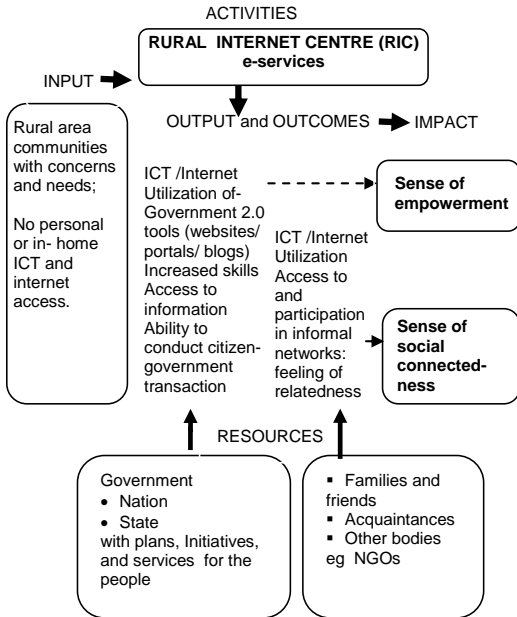 ACTIVITIES
RURAL INTERNET CENTRE (RIC)
e-services
INPUT
OUTPUT and OUTCOMES
IMPACT
Rural area
communities
with concerns
and needs;
No personal
or in- home
ICT and
internet
access.
ICT /Internet
Utilization of-
Government 2.0
tools (websites/
portals/ blogs)
Increased skills
Access to
information
Ability to
conduct citizen-
government
transaction
ICT /Internet
Utilization
Access to
and
participation
in informal
networks:
feeling of
relatedness
Sense of
empowerment
Sense of
social
connected-
ness
RESOURCES
Government
• Nation
• State
with plans, Initiatives,
and services for the
people
▪ Families and
friends
▪ Acquaintances
▪ Other bodies
eg NGOs